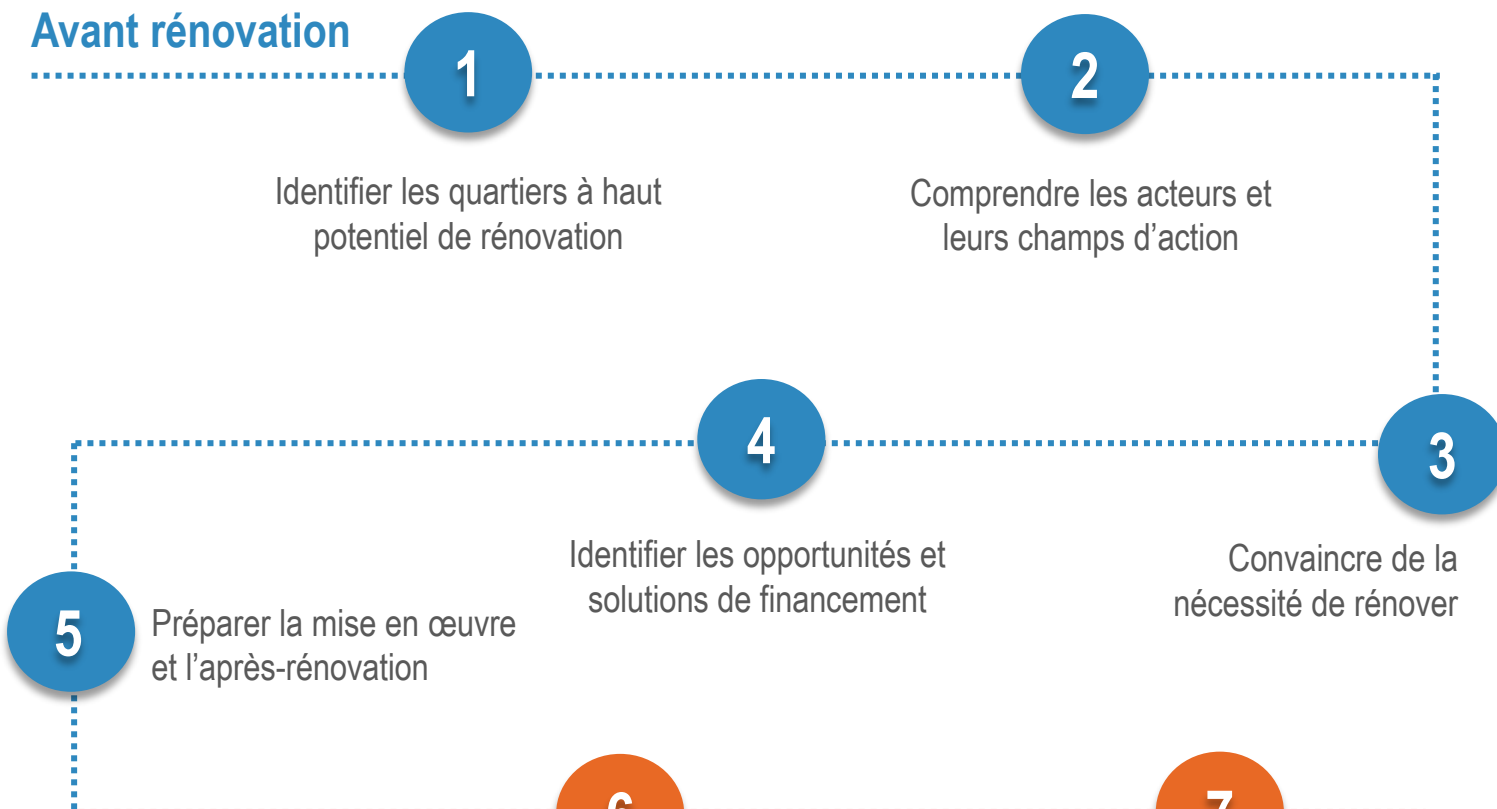 Avant rénovation
1
2
Identifier les quartiers à haut
potentiel de rénovation
Comprendre les acteurs et
leurs champs d’action
3
Convaincre de la
nécessité de rénover
4
Identifier les opportunités et
solutions de financement
5
Préparer la mise en œuvre
et l’après-rénovation
6
7